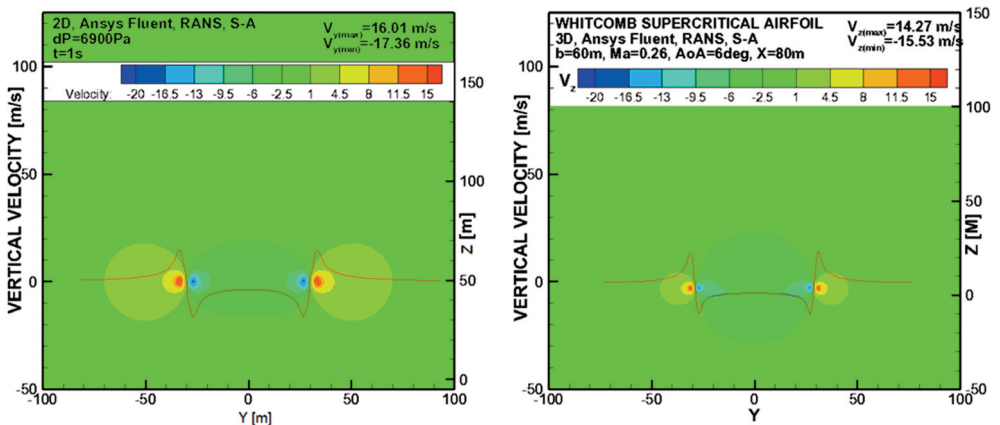 2D, Ansys Fluent, RANS, S-A
dP=6900Pa
t=1s
V y(max)=16.01 m/s
V y(min)=-17.36 m/s
Velocity: -20 -16.5 -13 -9.5 -6 -2.5 1 4.5 8 11.5 15
VERTICAL VELOCITY [m/s]
100
50
0
-50
150
100
50
0
Z [m]
-100 -50 0 50 100
Y [m]
WHITCOMB SUPERCRITICAL AIRFOIL
3D, Ansys Fluent, RANS, S-A
b=60m, Ma=0.26, AoA=6deg, X=80m
V z(max)=14.27 m/s
V z(min)=-15.53 m/s
V z -20 -16.5 -13 -9.5 -6 -2.5 1 4.5 8 11.5 15
VERTICAL VELOCITY [m/s]
100
50
0
-50
150
100
50
0
-50
Z [M]
-100 -50 0 50 100
Y